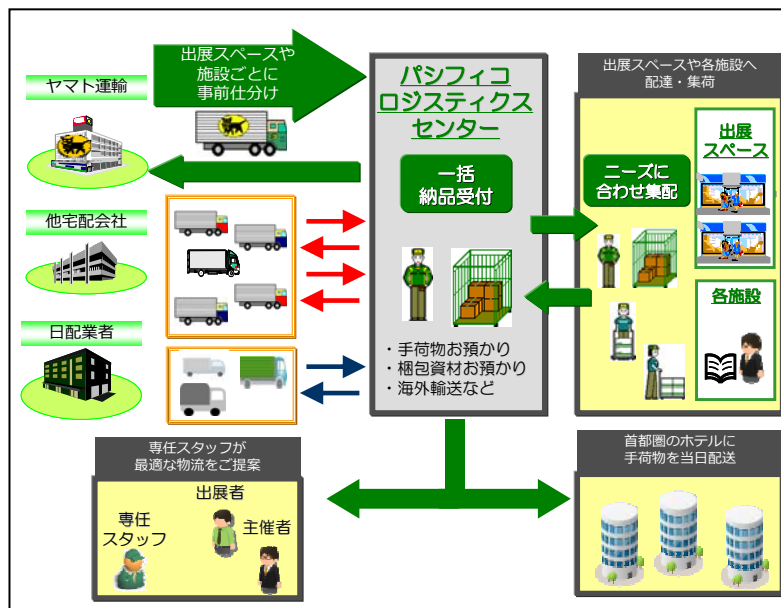 出展スペースや
施設ごとに
事前仕分け
ヤマト運輸
他宅配会社
日配業者
パシフィコ
ロジスティクス
センター
一括
納品受付
・手荷物お預かり
・梱包資材お預かり
・海外輸送など
出展スペースや各施設へ
配達・集荷
ニーズに
合わせ集配
出展
スペース
各施設
専任スタッフが
最適な物流をご提案
出展者
専任
スタッフ
主催者
首都圏のホテルに
手荷物を当日配送